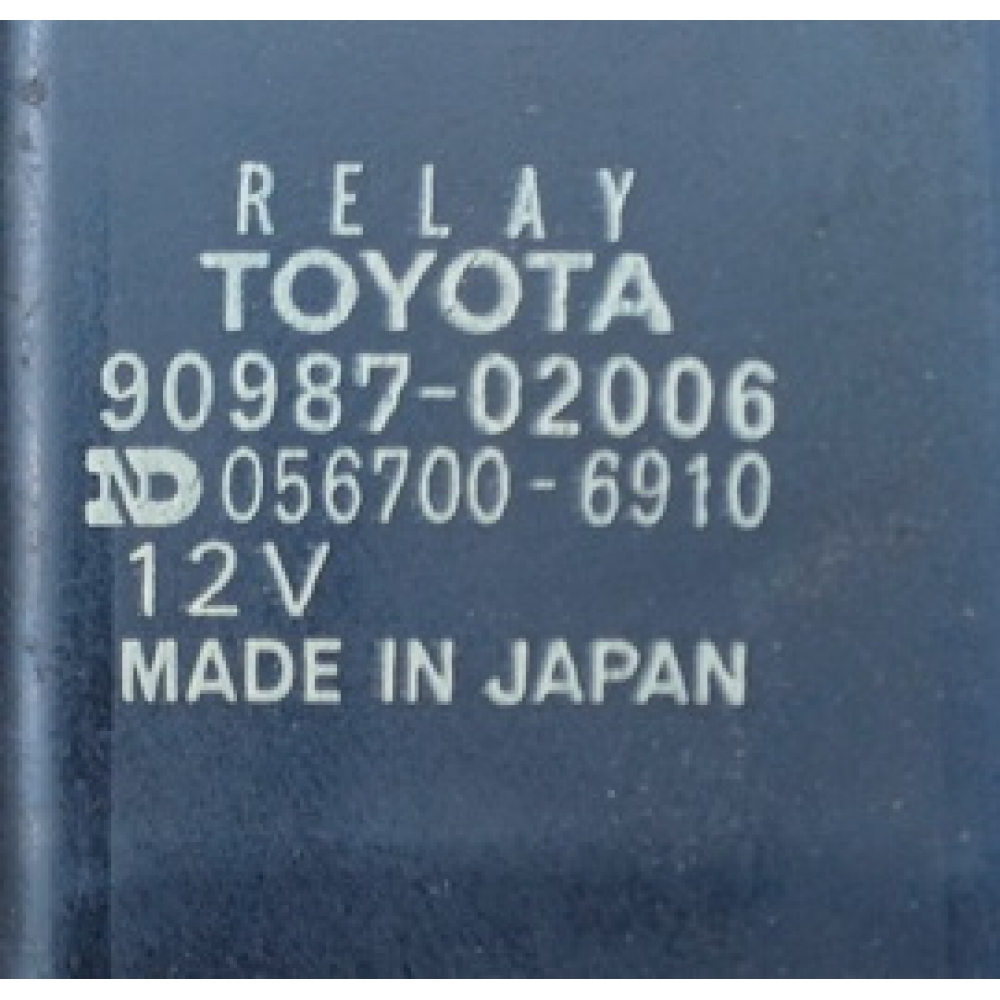 RELAY
TOYOTA
90987-02006
ND 056700-6910
12V
MADE IN JAPAN